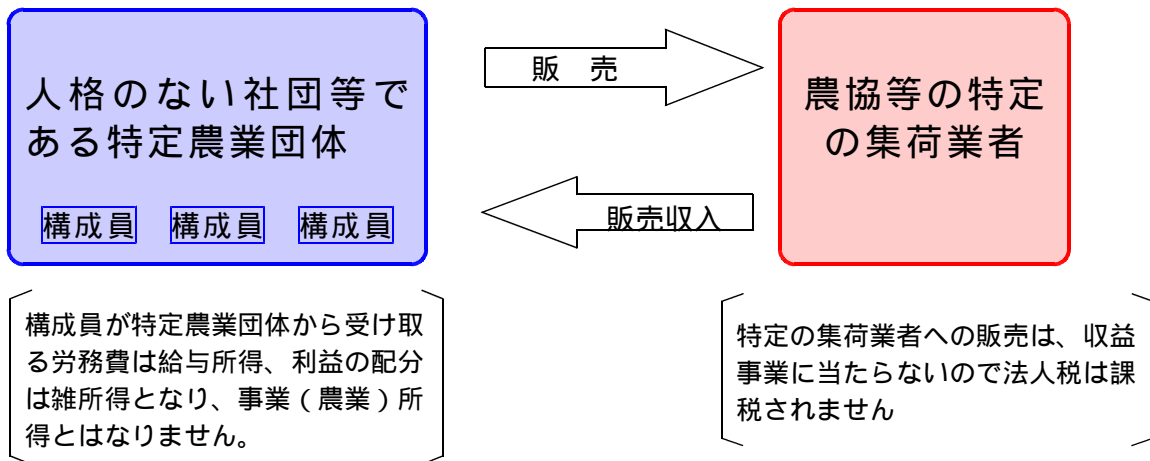 人格のない社団等で
ある特定農業団体
構成員 構成員 構成員
販 売
販売収入
農協等の特定
の集荷業者
構成員が特定農業団体から受け取
る労務費は給与所得、利益の配分
は雑所得となり、事業(農業)所
得とはなりません。
特定の集荷業者への販売は、収益
事業に当たらないので法人税は課
税されません